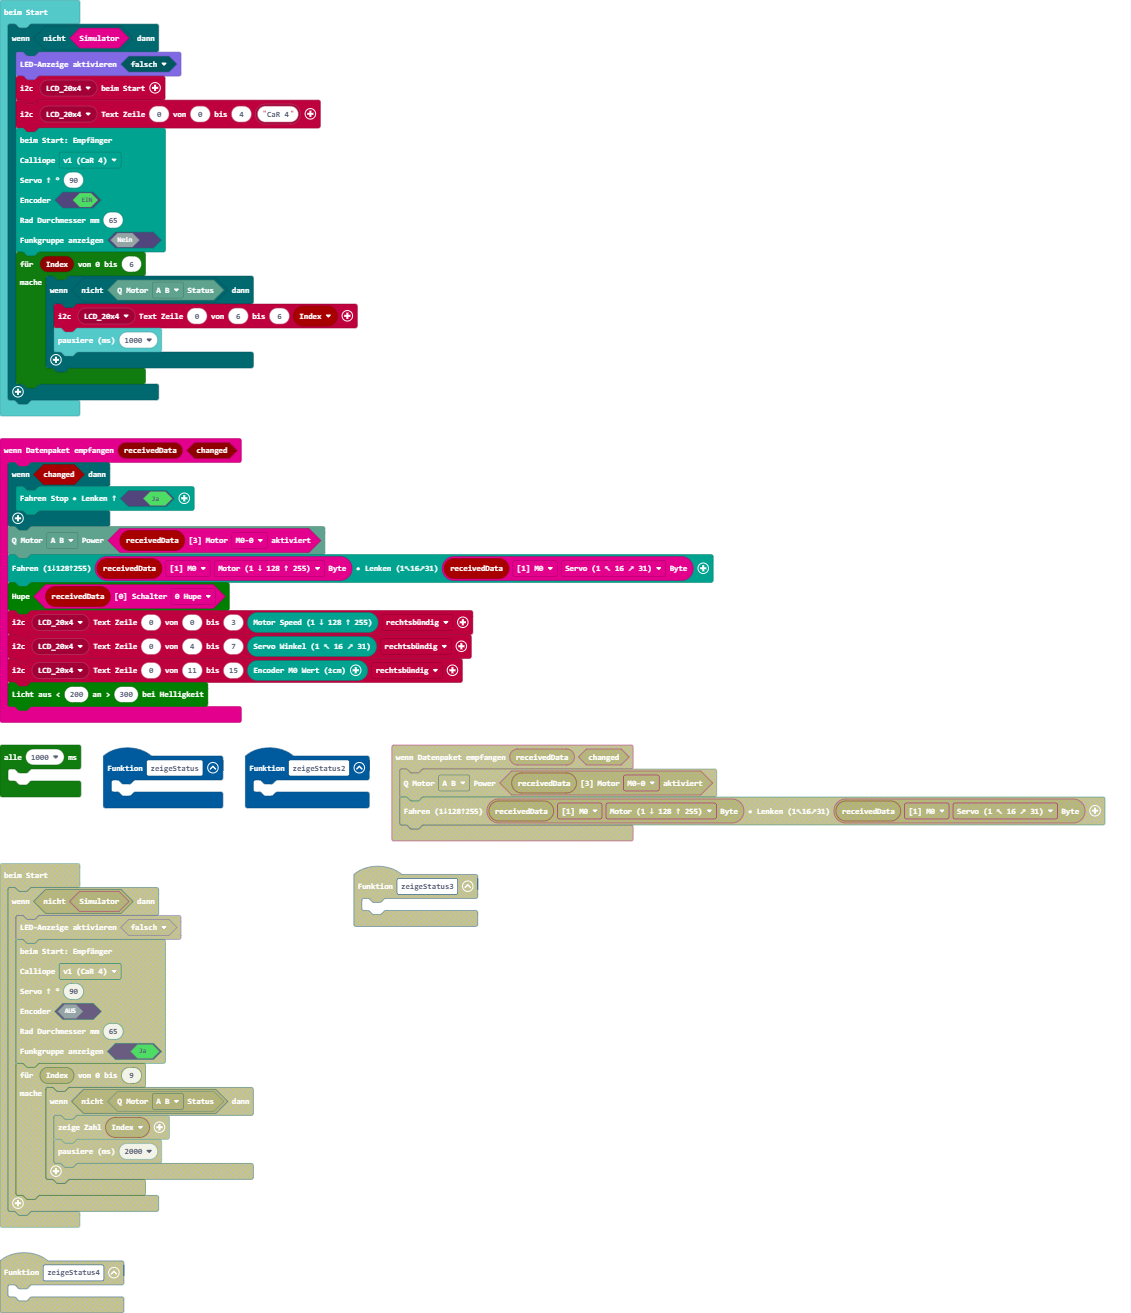 beim Start
wenn nicht Simulator dann
LED-Anzeige aktivieren falsch
i2c LCD_20x4 beim Start
i2c LCD_20x4 Text Zeile 0 von 0 bis 4 "CaR 4"
beim Start: Empfänger
Calliope v1 (CaR 4)
Servo ↑ ° 90
Encoder EIN
Rad Durchmesser mm 65
Funkgruppe anzeigen Nein
für Index von 0 bis 6
mache
wenn nicht Q Motor A B Status dann
i2c LCD_20x4 Text Zeile 0 von 6 bis 6 Index
pausiere (ms) 1000
wenn Datenpaket empfangen receivedData changed
wenn changed dann
Fahren Stop • Lenken ↑ Ja
Q Motor A B Power receivedData [3] Motor M0-0 aktiviert
Fahren (1↓128↑255) receivedData [1] M0 Motor (1 ↓ 128 ↑ 255) Byte • Lenken (1↖16↗31) receivedData [1] M0 Servo (1 ↖ 16 ↗ 31) Byte
Hupe receivedData [0] Schalter 0 Hupe
i2c LCD_20x4 Text Zeile 0 von 0 bis 3 Motor Speed (1 ↓ 128 ↑ 255) rechtsbündig
i2c LCD_20x4 Text Zeile 0 von 4 bis 7 Servo Winkel (1 ↖ 16 ↗ 31) rechtsbündig
i2c LCD_20x4 Text Zeile 0 von 11 bis 15 Encoder M0 Wert (±cm) rechtsbündig
Licht aus < 200 an > 300 bei Helligkeit
alle 1000 ms
Funktion zeigeStatus
Funktion zeigeStatus2
wenn Datenpaket empfangen receivedData changed
Q Motor A B Power receivedData [3] Motor M0-0 aktiviert
Fahren (1↓128↑255) receivedData [1] M0 Motor (1 ↓ 128 ↑ 255) Byte • Lenken (1↖16↗31) receivedData [1] M0 Servo (1 ↖ 16 ↗ 31) Byte
beim Start
wenn nicht Simulator dann
LED-Anzeige aktivieren falsch
beim Start: Empfänger
Calliope v1 (CaR 4)
Servo ↑ ° 90
Encoder AUS
Rad Durchmesser mm 65
Funkgruppe anzeigen Ja
für Index von 0 bis 9
mache
wenn nicht Q Motor A B Status dann
zeige Zahl Index
pausiere (ms) 2000
Funktion zeigeStatus3
Funktion zeigeStatus4